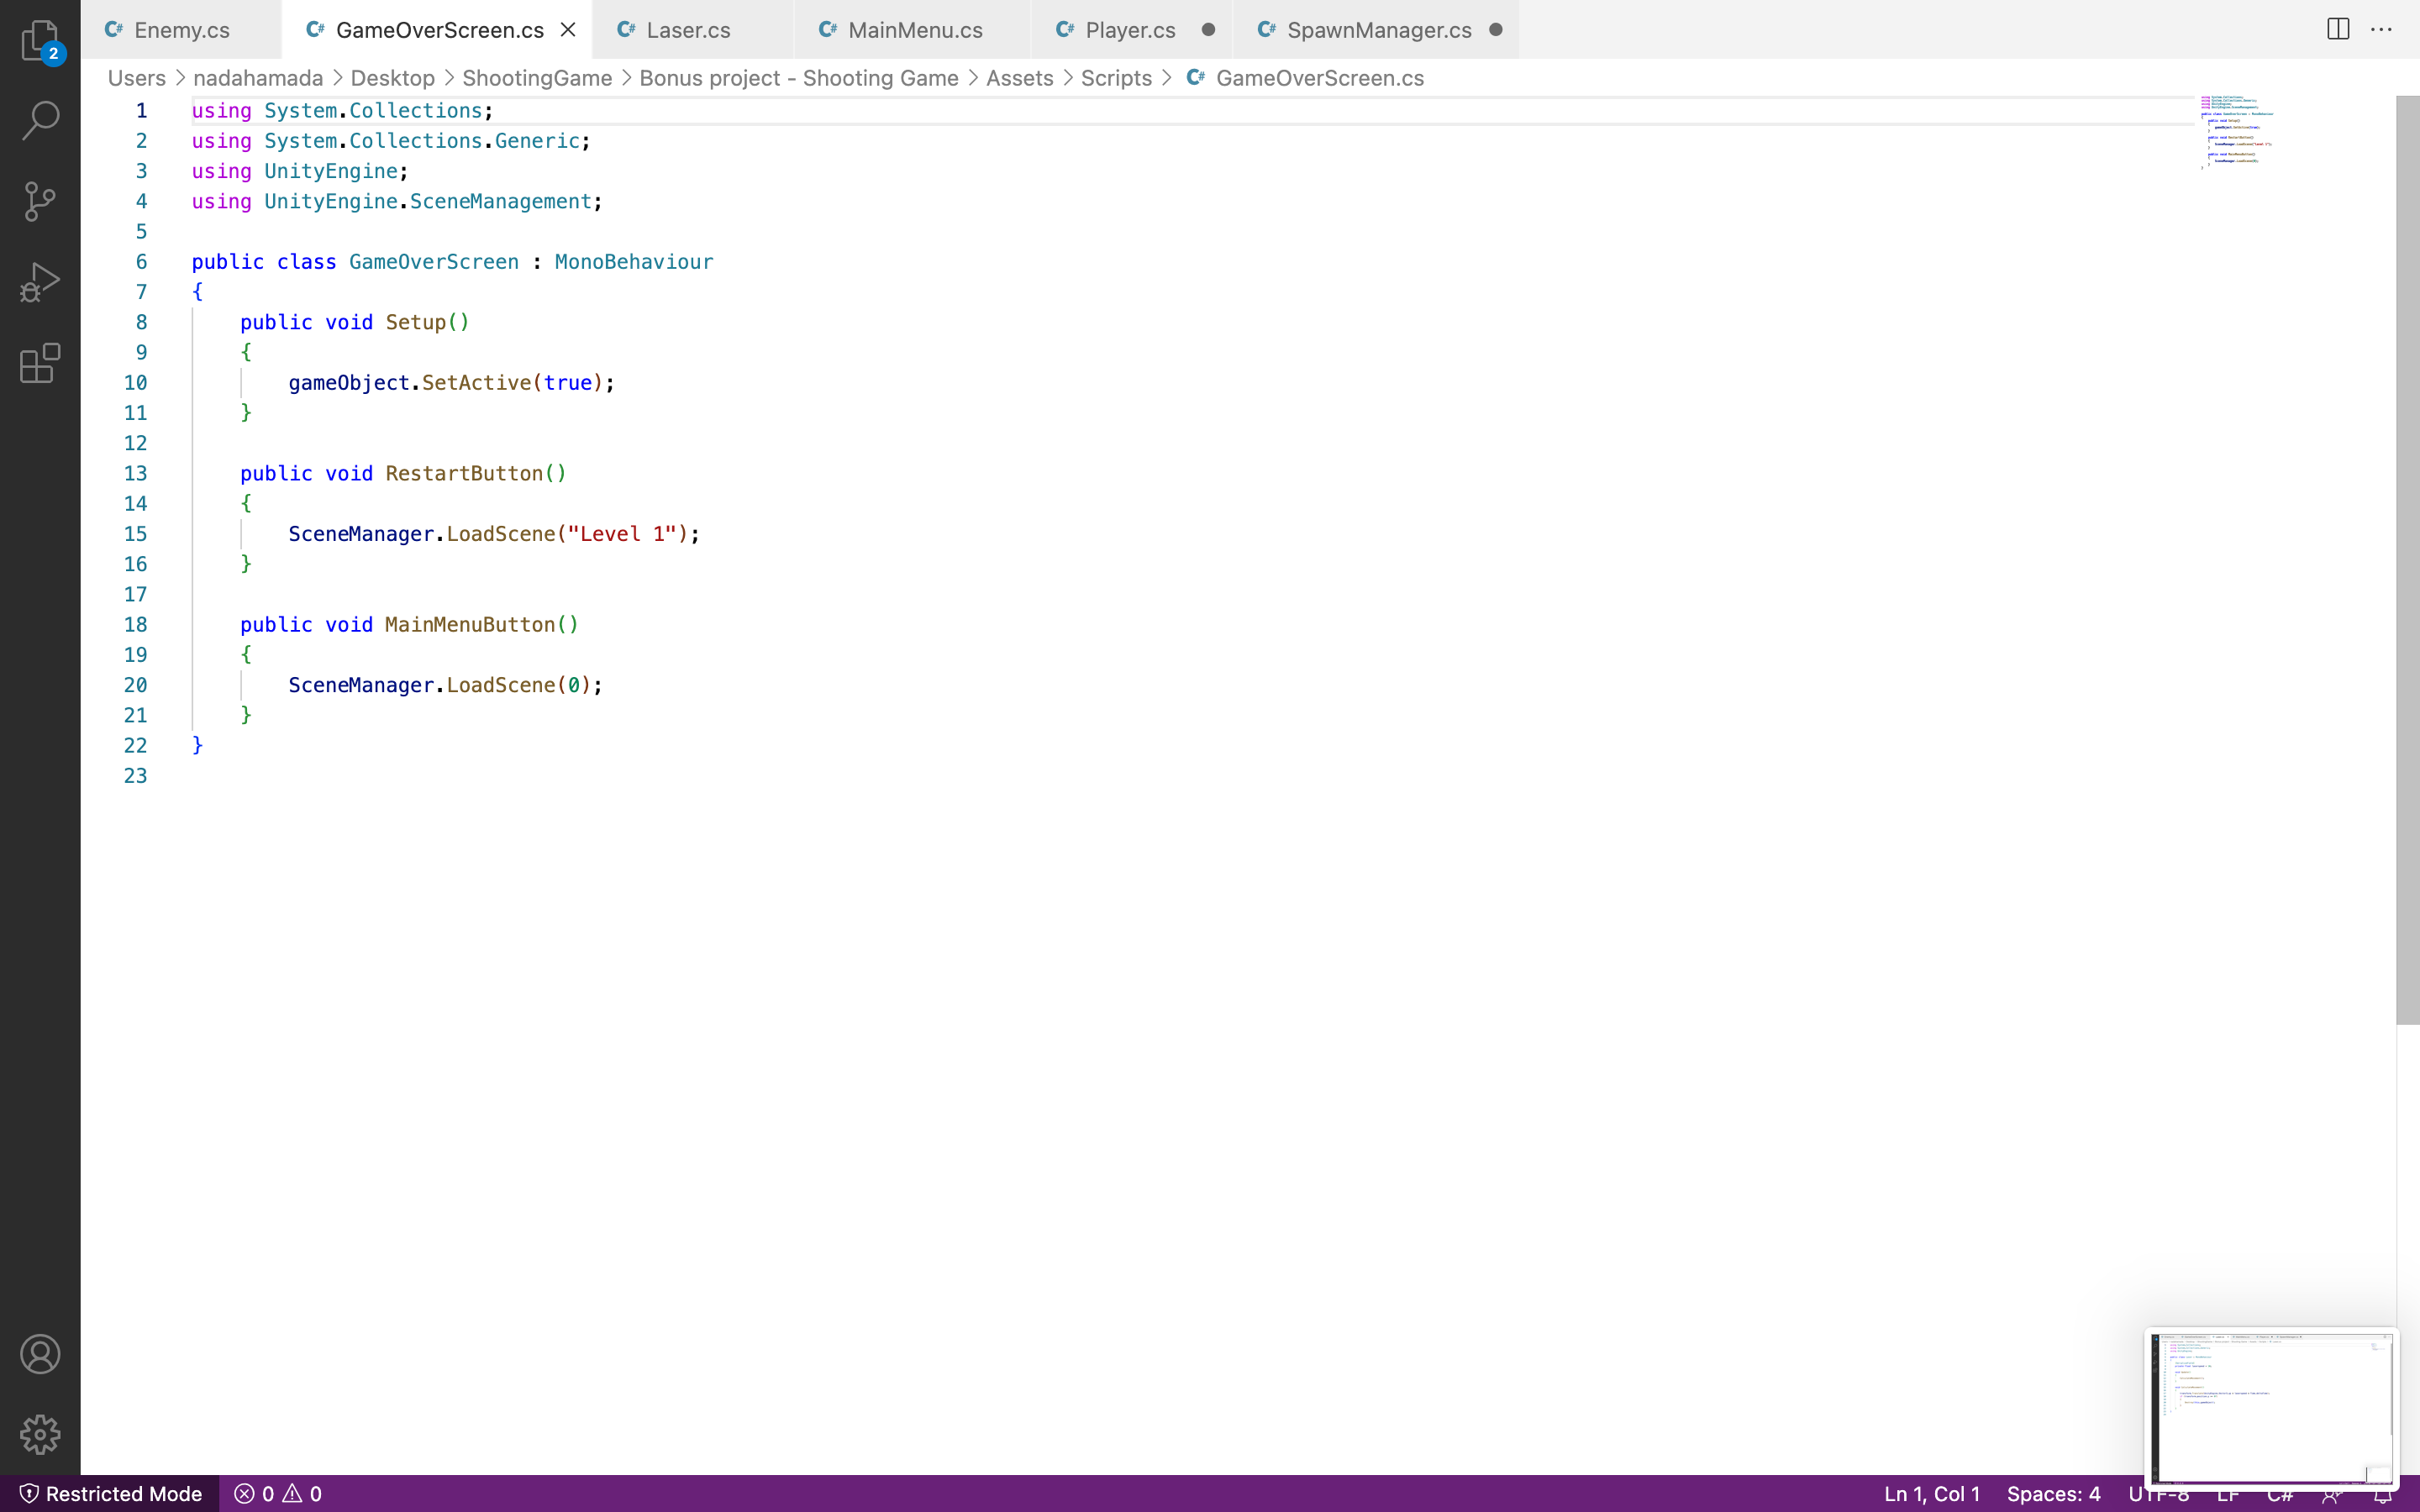 Enemy.cs GameOverScreen.cs Laser.cs MainMenu.cs Player.cs SpawnManager.cs
2
Users > nadahamada > Desktop > ShootingGame > Bonus project - Shooting Game > Assets > Scripts > GameOverScreen.cs
1 using System.Collections;
2 using System.Collections.Generic;
3 using UnityEngine;
4 using UnityEngine.SceneManagement;
5
6 public class GameOverScreen : MonoBehaviour
7 {
8     public void Setup()
9     {
10         gameObject.SetActive(true);
11     }
12
13     public void RestartButton()
14     {
15         SceneManager.LoadScene("Level 1");
16     }
17
18     public void MainMenuButton()
19     {
20         SceneManager.LoadScene(0);
21     }
22 }
23
Restricted Mode 0 0 Ln 1, Col 1 Spaces: 4 UTF-8 LF C#